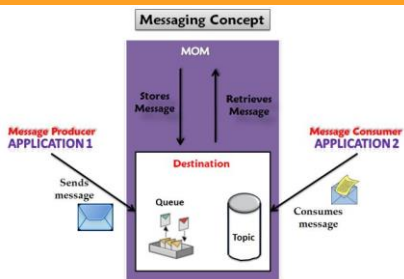 Messaging Concept
MOM
Stores
Message
Retrieves
Message
Message Producer
APPLICATION 1
Message Consumer
APPLICATION 2
Destination
Sends
message
Queue
Topic
Consumes
message